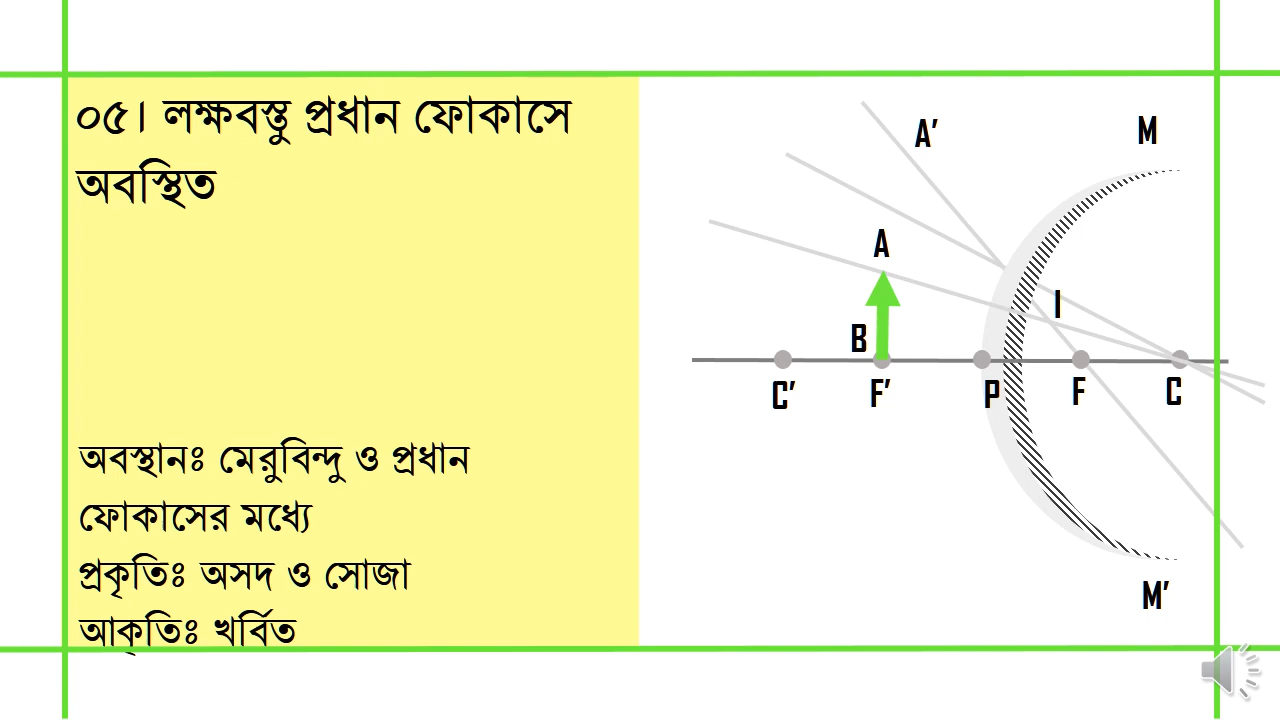 ০৫। লক্ষবস্তু প্রধান ফোকাসে
অবস্থিত
অবস্থানঃ মেরুবিন্দু ও প্রধান
ফোকাসের মধ্যে
প্রকৃতিঃ অসদ ও সোজা
আকৃতিঃ খর্বিত
A′
M
A
I
B
C′
F′
P
F
C
M′